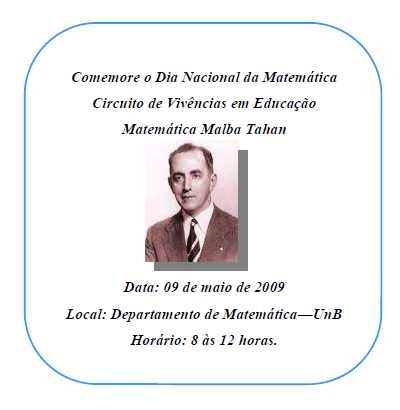 Comemore o Dia Nacional da Matemática
Circuito de Vivências em Educação
Matemática Malba Tahan
Data: 09 de maio de 2009
Local: Departamento de Matemática—UnB
Horário: 8 às 12 horas.